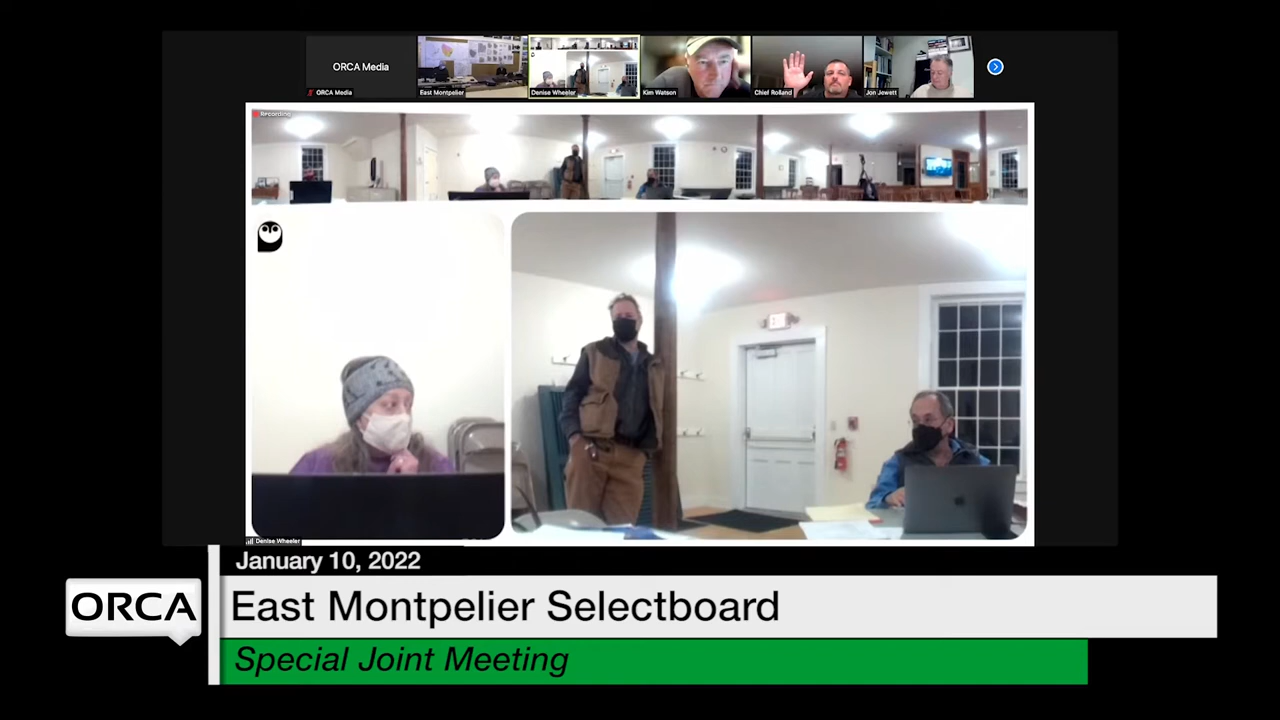 ORCA Media
ORCA Media
East Montpelier
Denise Wheeler
Kim Watson
Chief Rolland
Jon Jewett
Recording
Denise Wheeler
January 10, 2022
ORCA
East Montpelier Selectboard
Special Joint Meeting